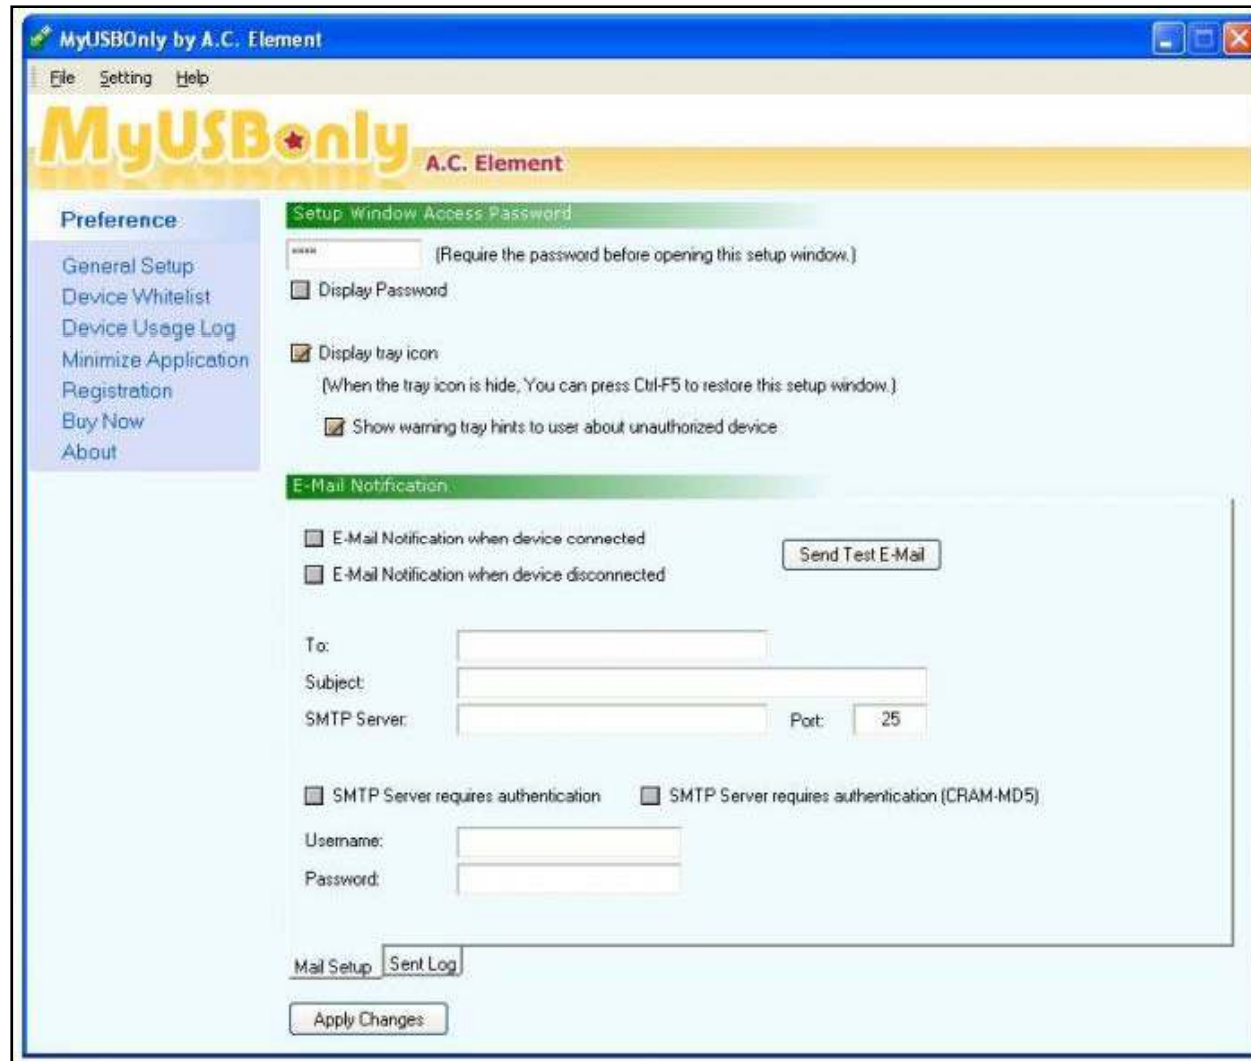 MyUSBOnly by A.C. Element
File Setting Help
MyUSBonly
A.C. Element
Preference
General Setup
Device Whitelist
Device Usage Log
Minimize Application
Registration
Buy Now
About
Setup Window Access Password
**** (Require the password before opening this setup window.)
Display Password
Display tray icon
(When the tray icon is hide, You can press Ctrl-F5 to restore this setup window.)
Show warning tray hints to user about unauthorized device
E-Mail Notification
E-Mail Notification when device connected
Send Test E-Mail
E-Mail Notification when device disconnected
To:
Subject:
SMTP Server: Port: 25
SMTP Server requires authentication SMTP Server requires authentication (CRAM-MD5)
Username:
Password:
Mail Setup Sent Log
Apply Changes